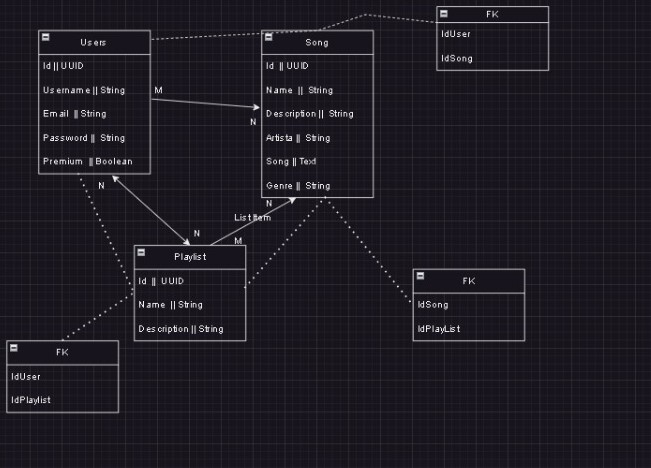 FK
IdUser
IdSong
Users
Id || UUID
Username || String
Email || String
Password || String
Premium || Boolean
Song
Id || UUID
Name || String
Description || String
Artista || String
Song || Text
Genre || String
M
N
N
N
N
List Item
M
Playlist
Id || UUID
Name || String
Description || String
FK
IdSong
IdPlayList
FK
IdUser
IdPlaylist